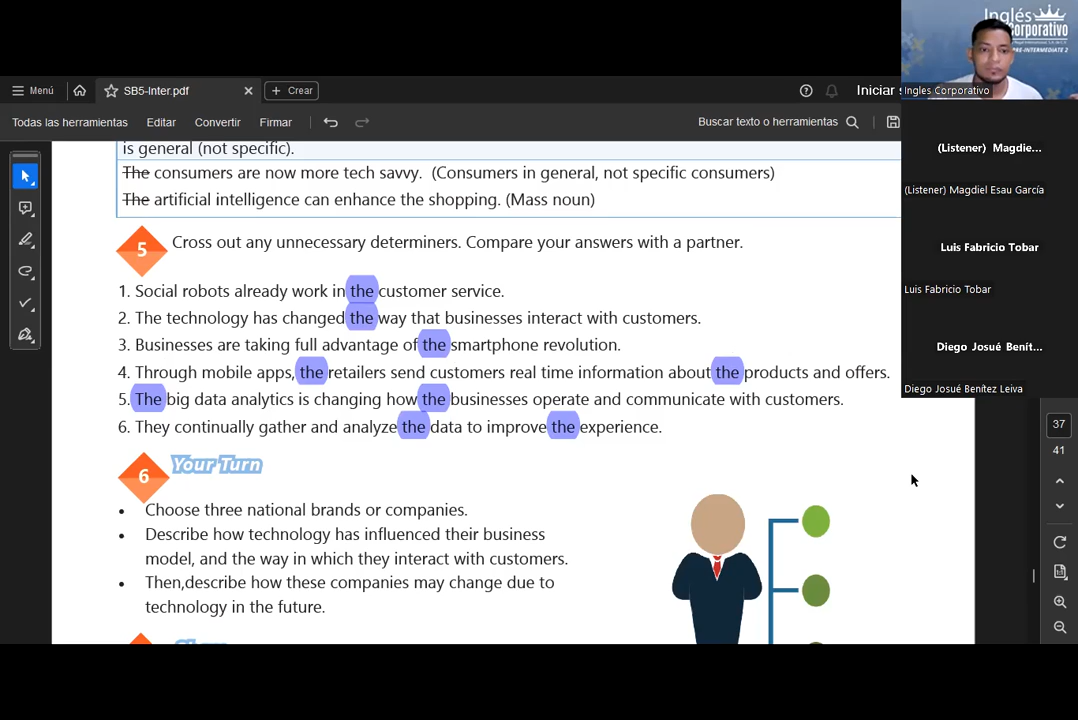 Inglés
Corporativo
PRE-INTERMEDIATE 2
Ingles Corporativo
Menú
SB5-Inter.pdf
Crear
Iniciar s
Todas las herramientas
Editar
Convertir
Firmar
Buscar texto o herramientas
(Listener) Magdie...
(Listener) Magdiel Esau García
Luis Fabricio Tobar
Luis Fabricio Tobar
Diego Josué Benít...
Diego Josué Benítez Leiva
is general (not specific).
The consumers are now more tech savvy. (Consumers in general, not specific consumers)
The artificial intelligence can enhance the shopping. (Mass noun)
5
Cross out any unnecessary determiners. Compare your answers with a partner.
1. Social robots already work in the customer service.
2. The technology has changed the way that businesses interact with customers.
3. Businesses are taking full advantage of the smartphone revolution.
4. Through mobile apps, the retailers send customers real time information about the products and offers.
5. The big data analytics is changing how the businesses operate and communicate with customers.
6. They continually gather and analyze the data to improve the experience.
6
Your Turn
• Choose three national brands or companies.
• Describe how technology has influenced their business
model, and the way in which they interact with customers.
• Then,describe how these companies may change due to
technology in the future.
37
41